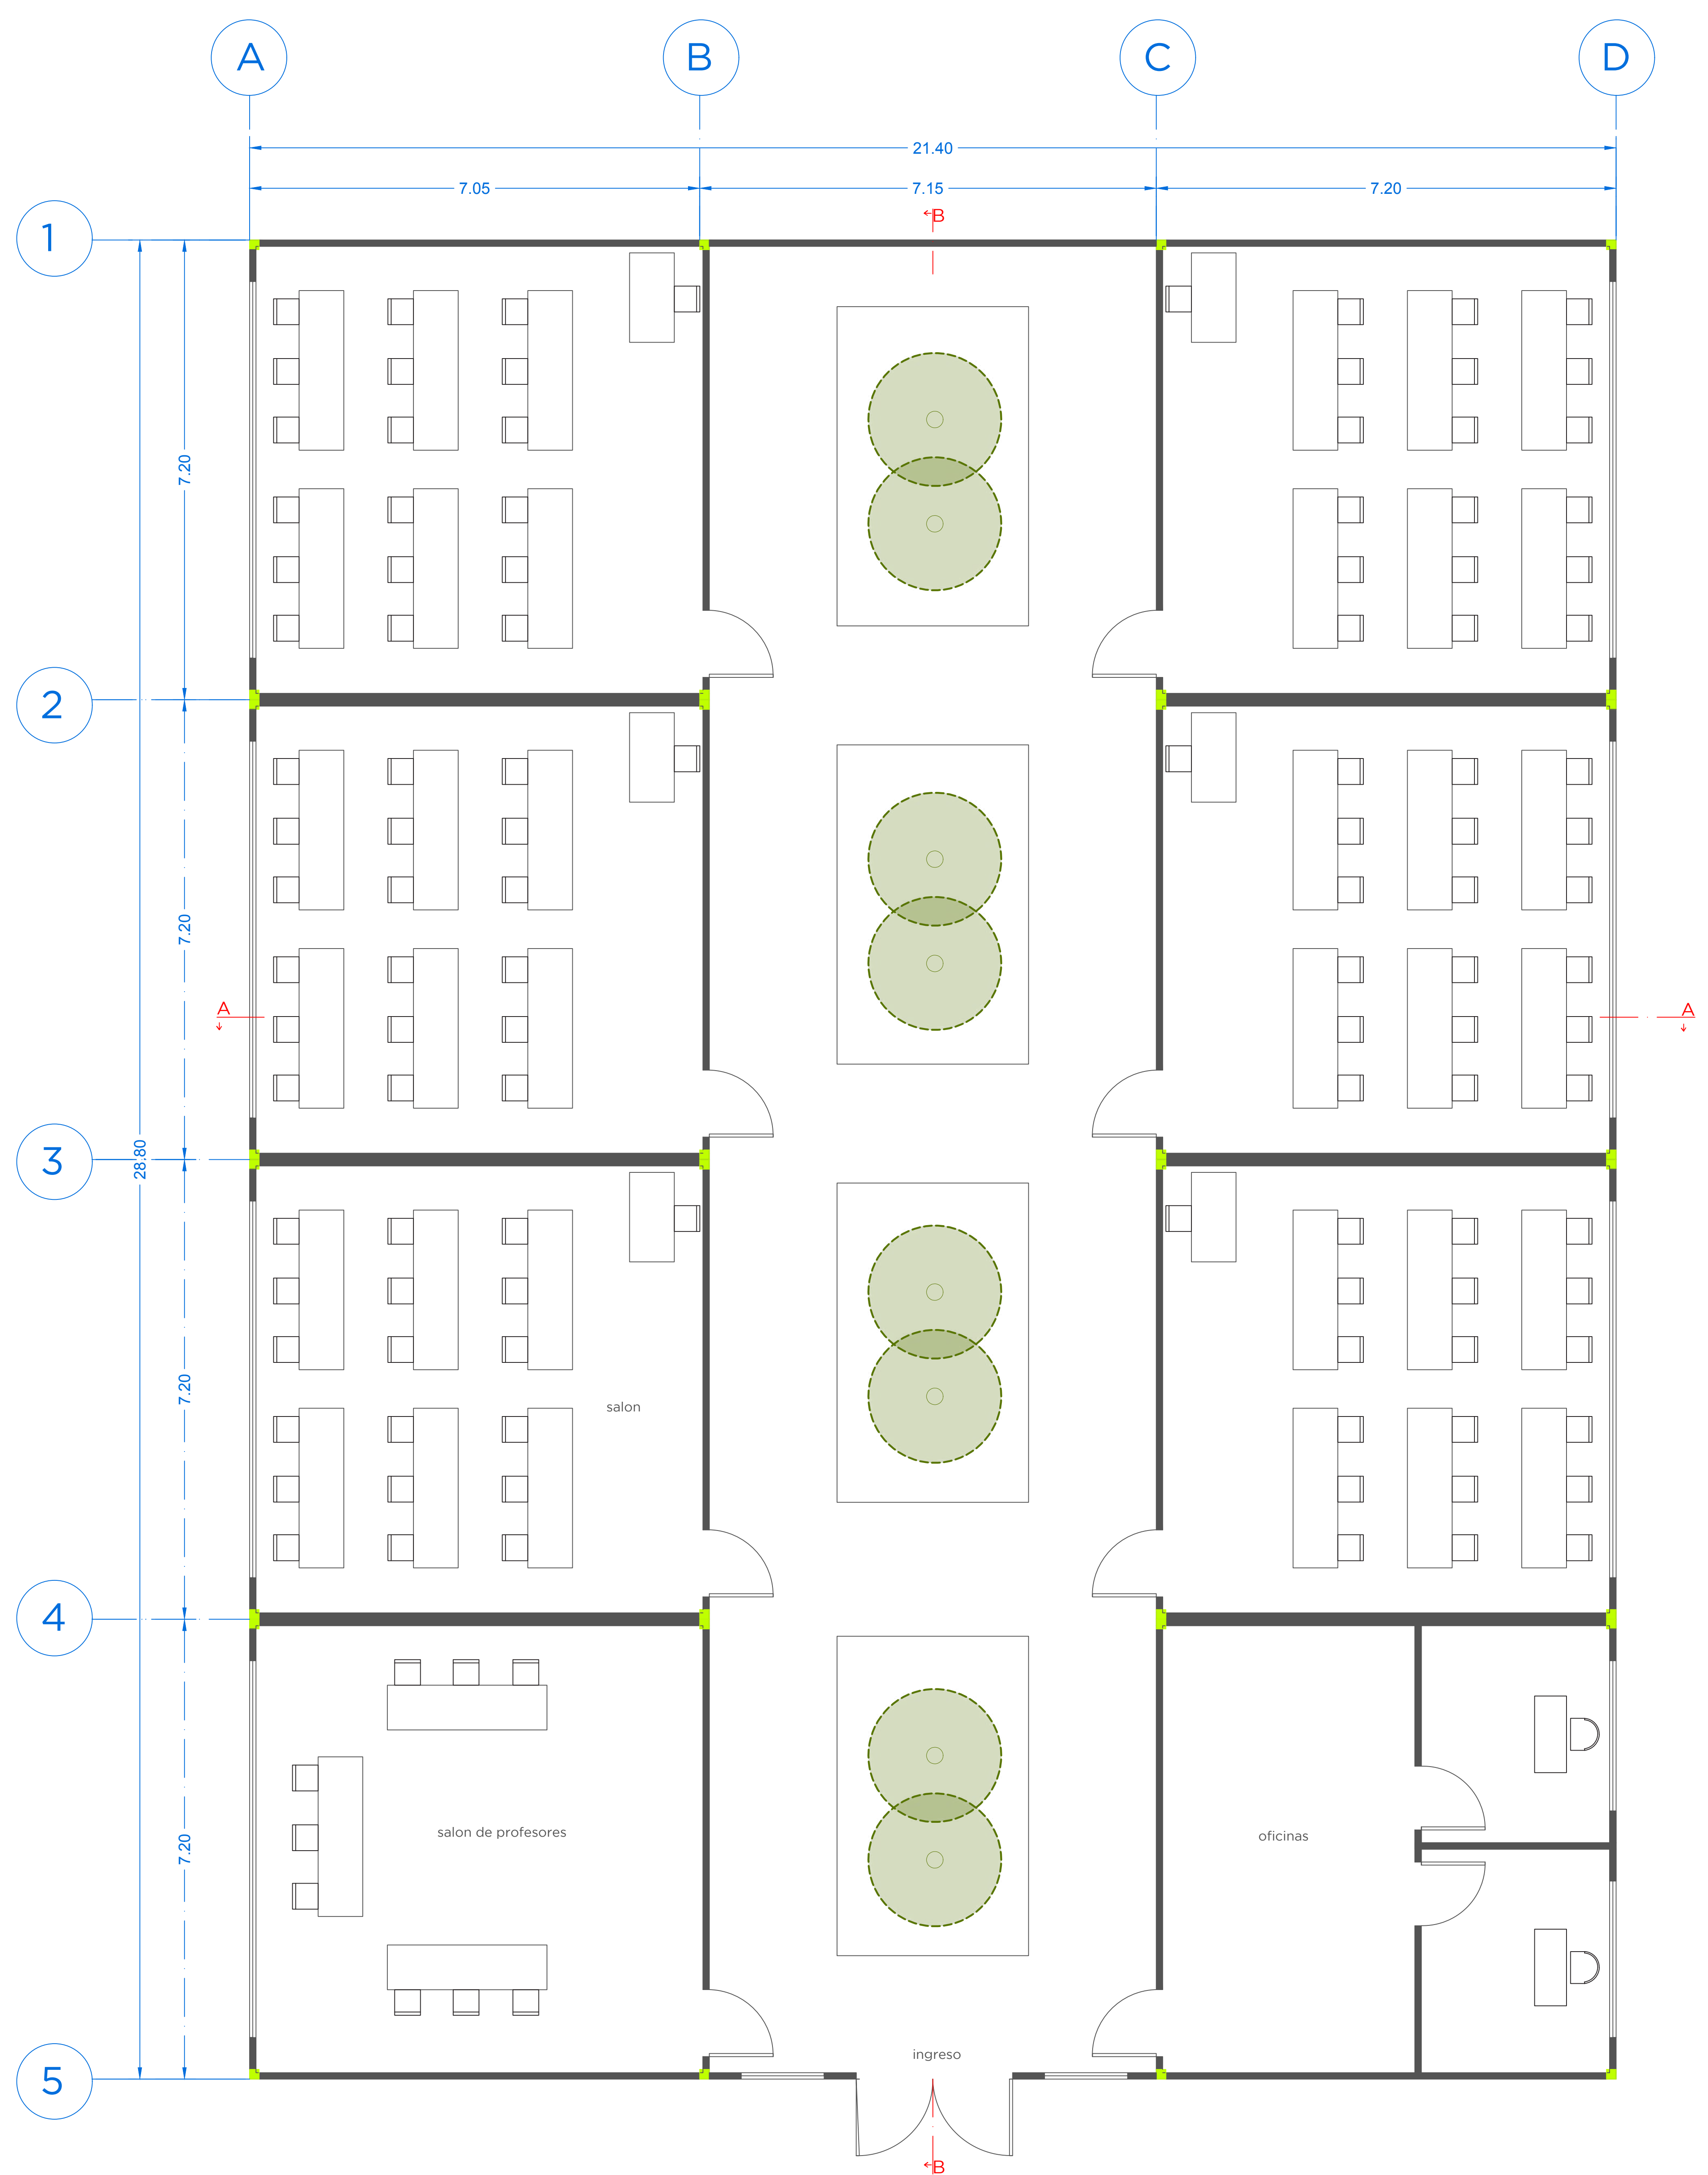 A
B
C
D
21.40
7.05
7.15
7.20
B
1
7.20
2
7.20
A
A
28.80
3
7.20
salon
4
salon de profesores
oficinas
7.20
ingreso
5
B